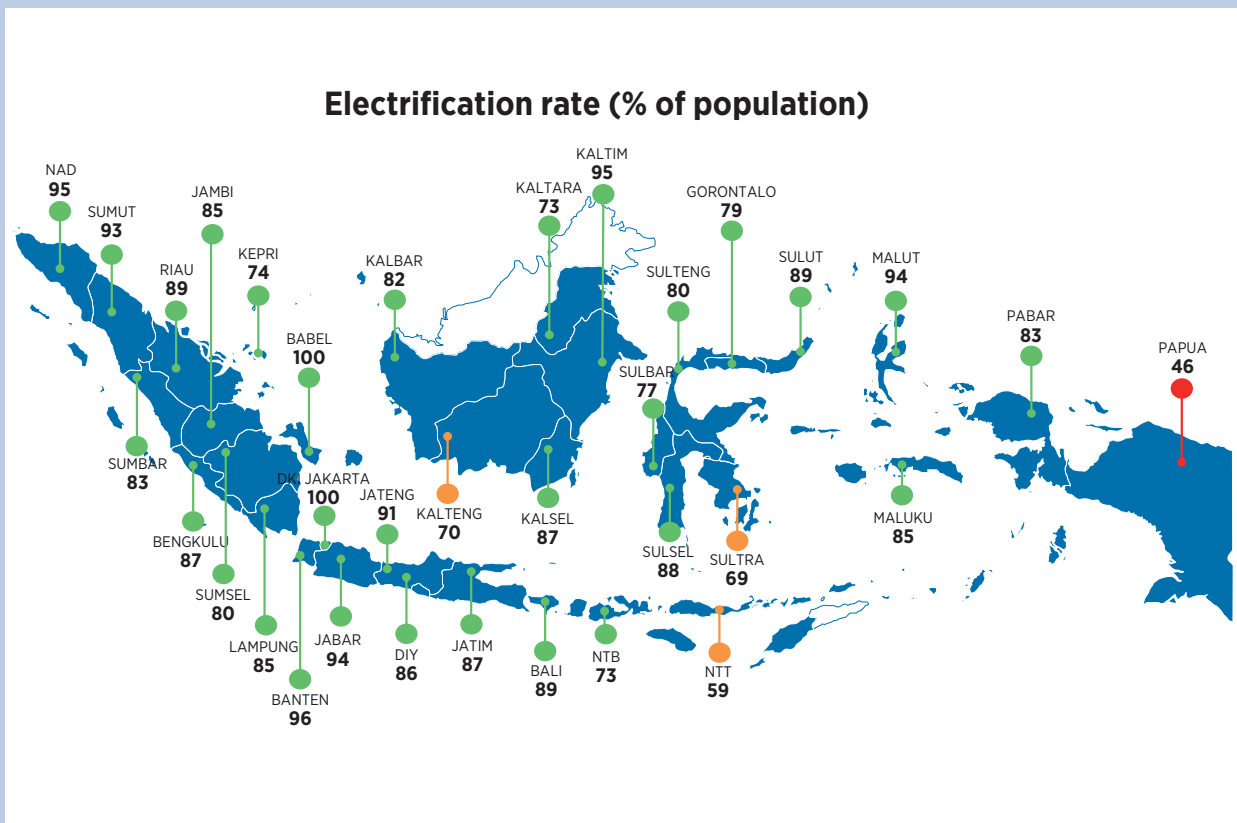 Electrification rate (% of population)
NAD
95
SUMUT
93
RIAU
89
JAMBI
85
KEPRI
74
BABEL
100
KALBAR
82
KALTARA
73
KALTIM
95
GORONTALO
79
SULTENG
80
SULUT
89
MALUT
94
PABAR
83
PAPUA
46
SULBAR
77
SUMBAR
83
BENGKULU
87
SUMSEL
80
LAMPUNG
85
BANTEN
96
DK. JAKARTA
100
JATENG
91
JABAR
94
DIY
86
JATIM
87
KALTENG
70
KALSEL
87
SULSEL
88
SULTRA
69
MALUKU
85
BALI
89
NTB
73
NTT
59